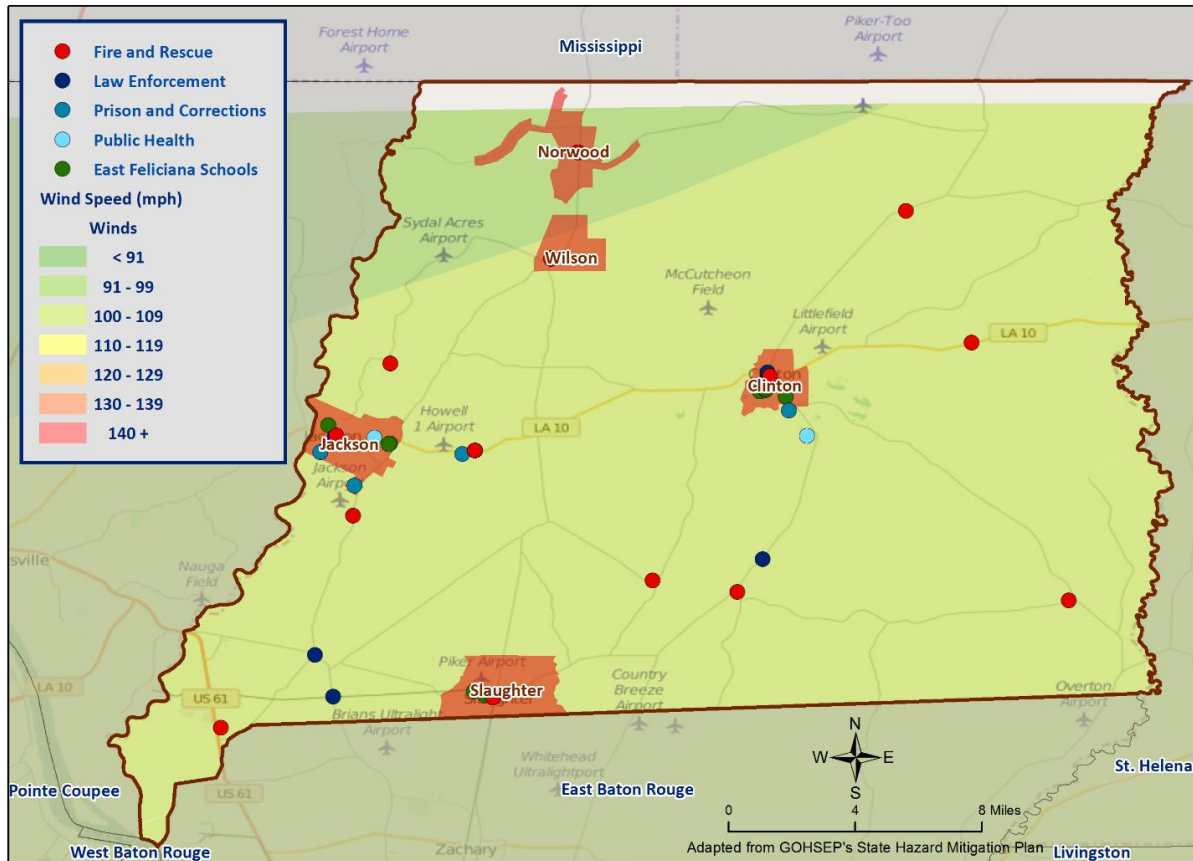 Fire and Rescue
Law Enforcement
Prison and Corrections
Public Health
East Feliciana Schools
Wind Speed (mph)
Winds
< 91
91 - 99
100 - 109
110 - 119
120 - 129
130 - 139
140 +
Forest Home
Airport
Mississippi
Piker-Too
Airport
Norwood
Sydal Acres
Airport
Wilson
McCutcheon
Field
Littlefield
Airport
LA 10
Clinton
Howell
1 Airport
LA 10
Jackson
Jackson
Airport
Nauga
Field
LA 10
US 61
Piker Airport
Slaughter
Brians Ultralight
Airport
Country
Breeze
Airport
Overton
Airport
Whitehead
Ultralightport
US 61
N
W
E
S
Pointe Coupee
East Baton Rouge
St. Helena
0
4
8 Miles
West Baton Rouge
Zachary
Adapted from GOHSEP's State Hazard Mitigation Plan
Livingston